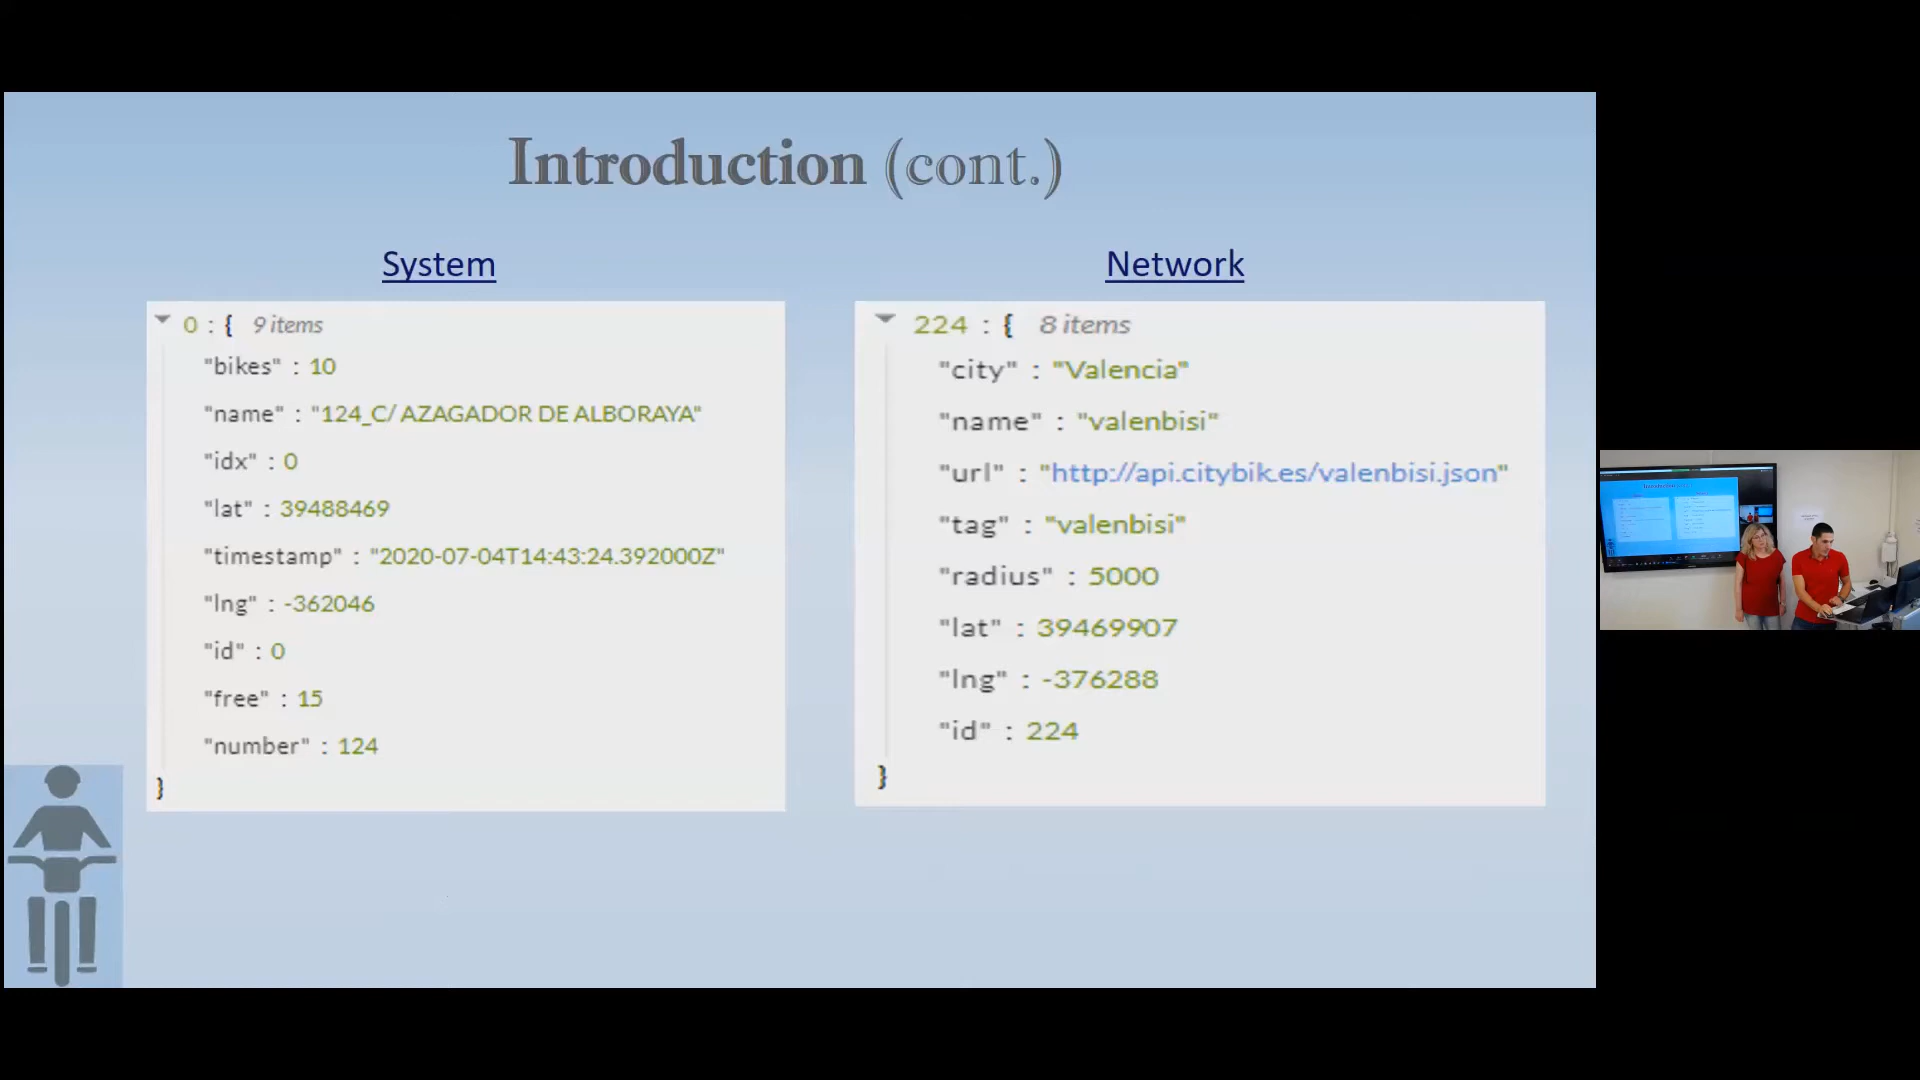 Introduction (cont.)
System
0 : { 9 items
"bikes" : 10
"name" : "124_C/ AZAGADOR DE ALBORAYA"
"idx" : 0
"lat" : 39488469
"timestamp" : "2020-07-04T14:43:24.392000Z"
"lng" : -362046
"id" : 0
"free" : 15
"number" : 124
}
Network
224 : { 8 items
"city" : "Valencia"
"name" : "valenbisi"
"url" : "http://api.citybik.es/valenbisi.json"
"tag" : "valenbisi"
"radius" : 5000
"lat" : 39469907
"lng" : -376288
"id" : 224
}